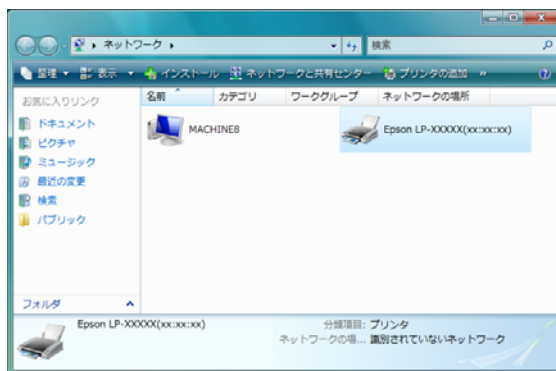 ネットワーク
検索
整理 表示 インストール ネットワークと共有センター プリンタの追加 »
お気に入りリンク
名前 カテゴリ ワークグループ ネットワークの場所
ドキュメント
ピクチャ
ミュージック
最近の変更
検索
パブリック
MACHINE8
Epson LP-XXXXX(xx:xx:xx)
フォルダ
Epson LP-XXXXX(xx:xx:xx)
分類項目: プリンタ
ネットワークの場... 識別されていないネットワーク